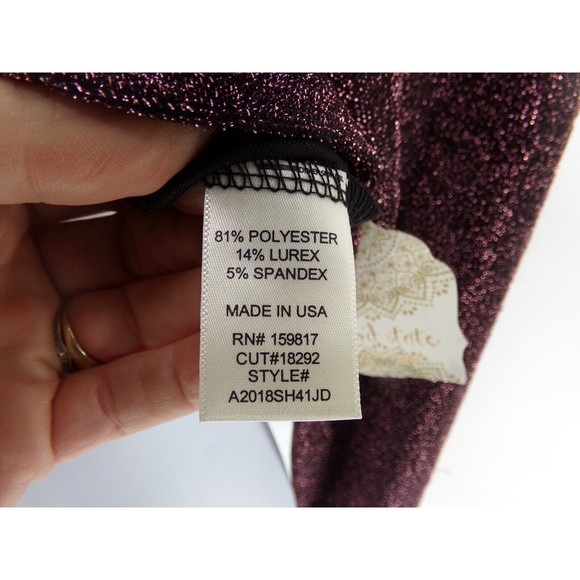 81% POLYESTER
14% LUREX
5% SPANDEX
MADE IN USA
RN# 159817
CUT#18292
STYLE#
A2018SH41JD